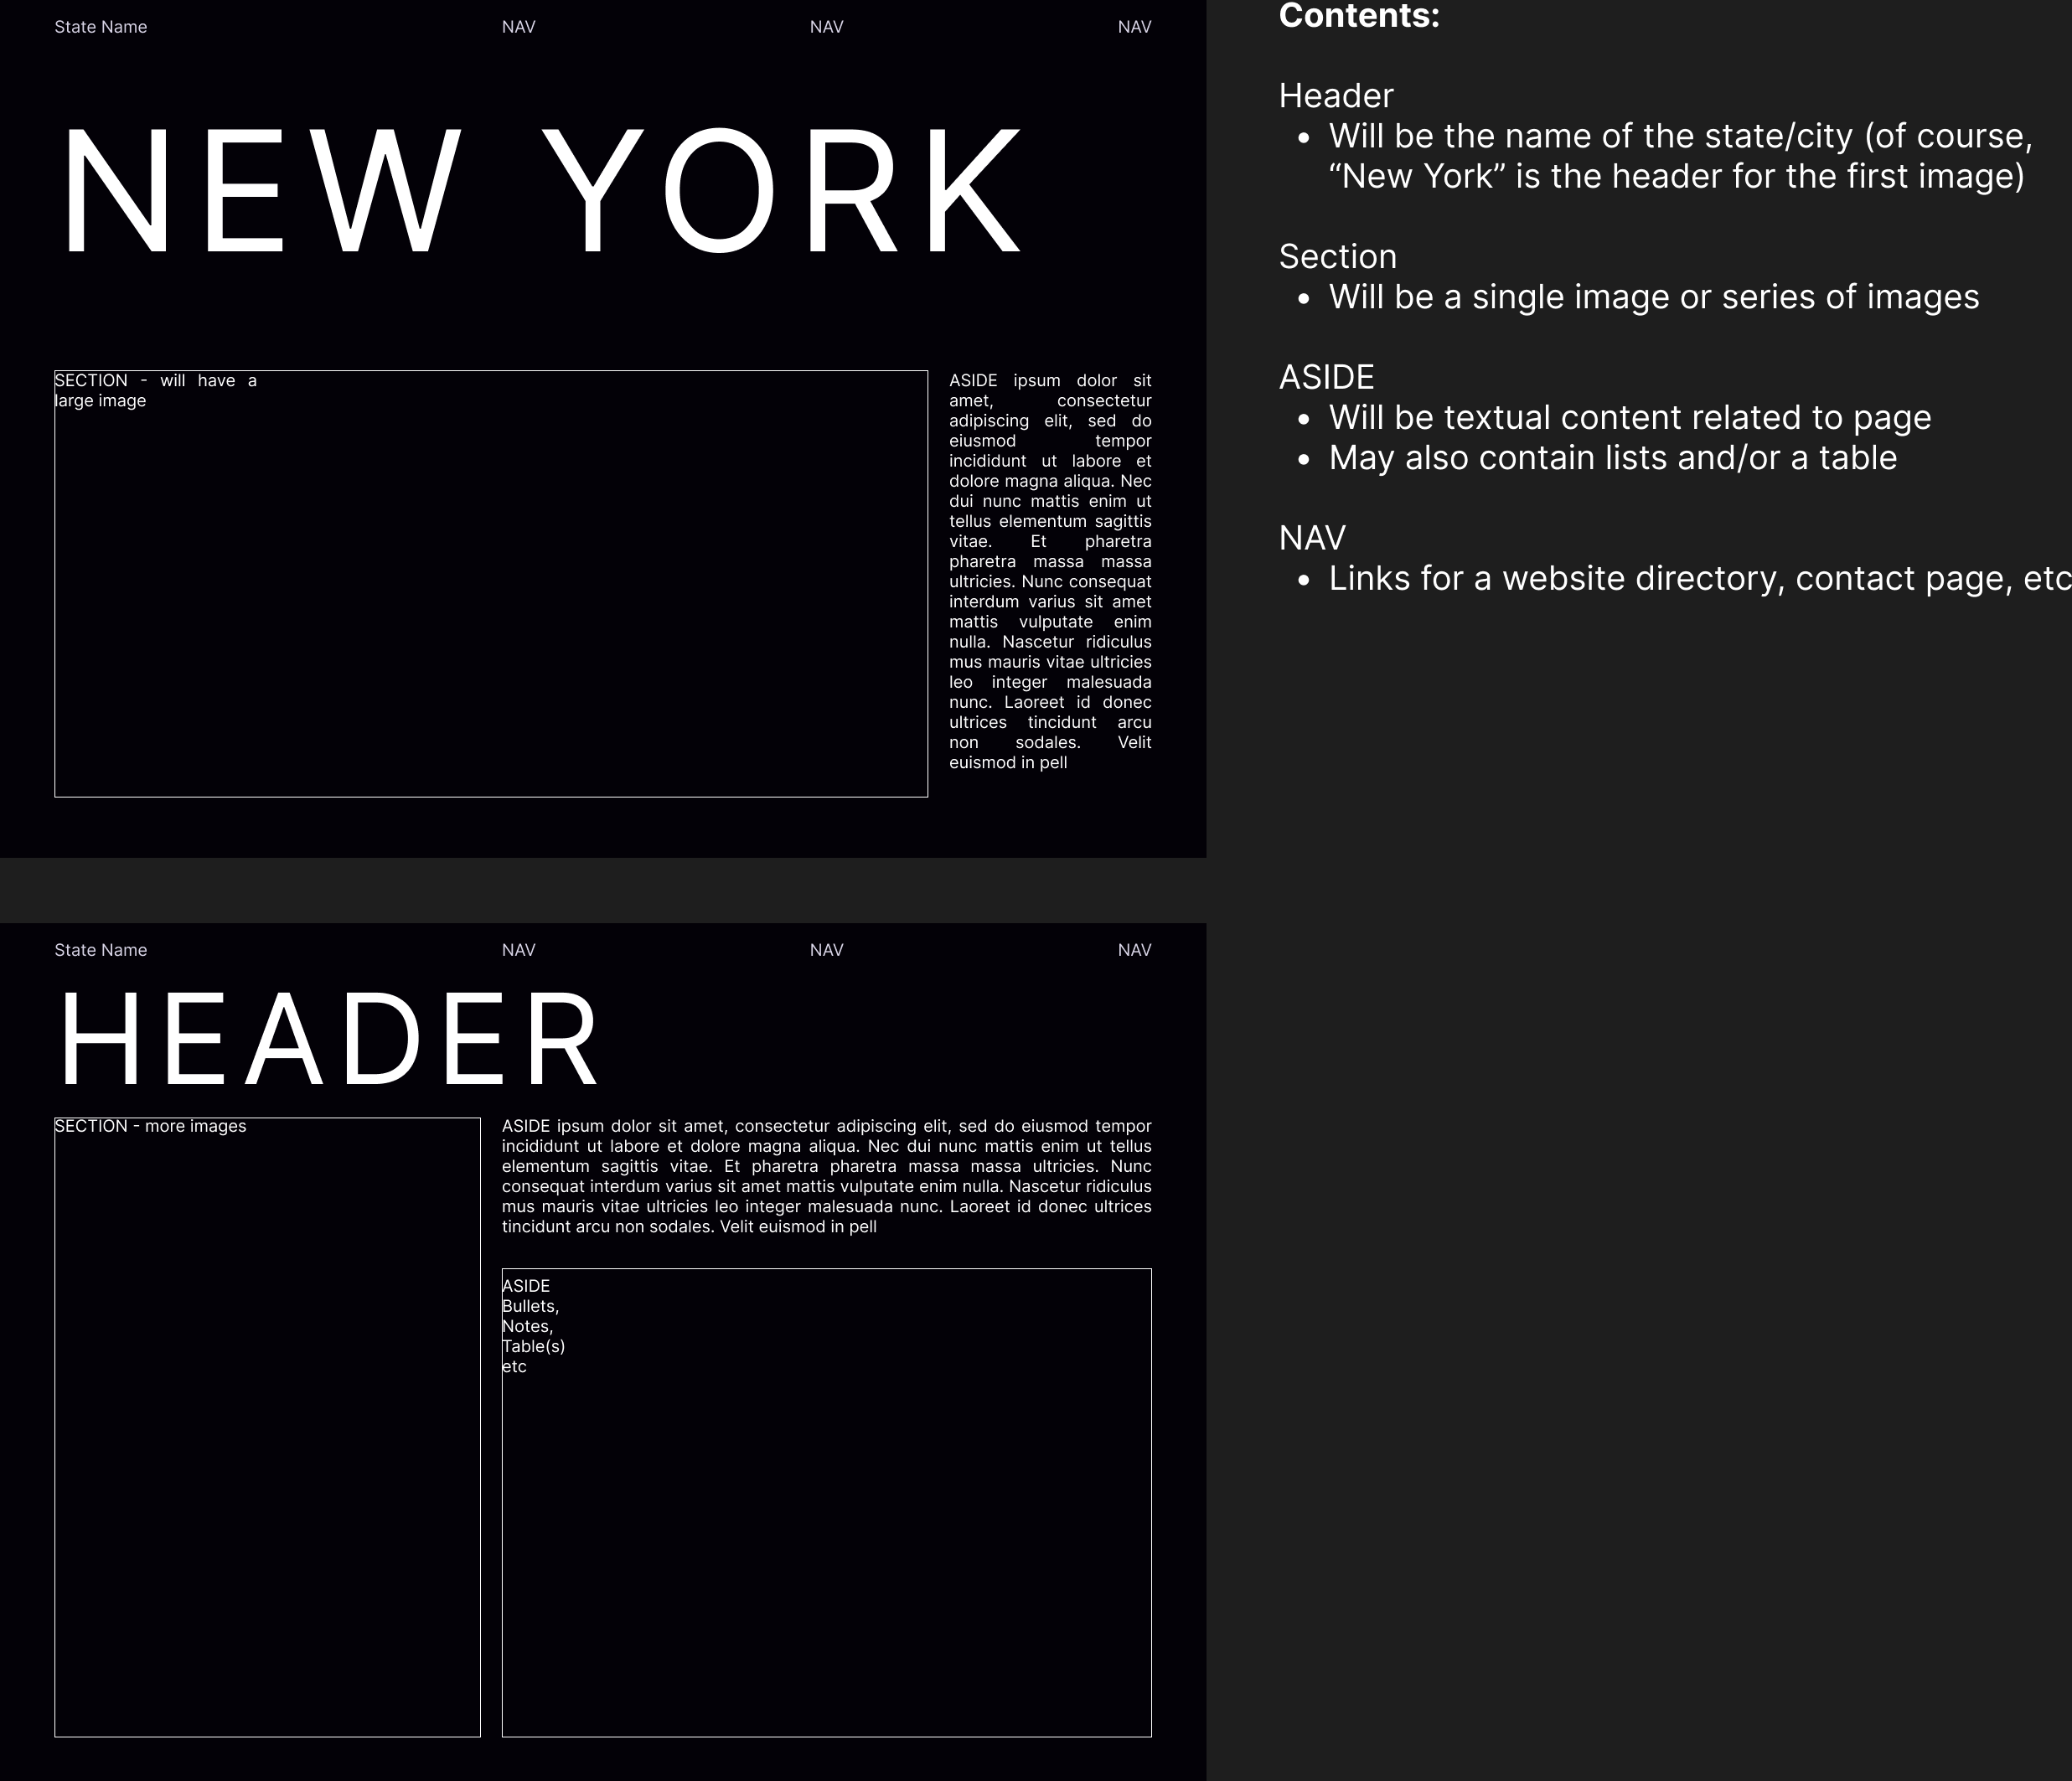 State Name
NAV
NAV
NAV
NEW YORK
SECTION - will have a
large image
ASIDE ipsum dolor sit
amet, consectetur
adipiscing elit, sed do
eiusmod tempor
incididunt ut labore et
dolore magna aliqua. Nec
dui nunc mattis enim ut
tellus elementum sagittis
vitae. Et pharetra
pharetra massa massa
ultricies. Nunc consequat
interdum varius sit amet
mattis vulputate enim
nulla. Nascetur ridiculus
mus mauris vitae ultricies
leo integer malesuada
nunc. Laoreet id donec
ultrices tincidunt arcu
non sodales. Velit
euismod in pell
Contents:
Header
• Will be the name of the state/city (of course,
“New York” is the header for the first image)
Section
• Will be a single image or series of images
ASIDE
• Will be textual content related to page
• May also contain lists and/or a table
NAV
• Links for a website directory, contact page, etc
State Name
NAV
NAV
NAV
HEADER
SECTION - more images
ASIDE ipsum dolor sit amet, consectetur adipiscing elit, sed do eiusmod tempor
incididunt ut labore et dolore magna aliqua. Nec dui nunc mattis enim ut tellus
elementum sagittis vitae. Et pharetra pharetra massa massa ultricies. Nunc
consequat interdum varius sit amet mattis vulputate enim nulla. Nascetur ridiculus
mus mauris vitae ultricies leo integer malesuada nunc. Laoreet id donec ultrices
tincidunt arcu non sodales. Velit euismod in pell
ASIDE
Bullets,
Notes,
Table(s)
etc